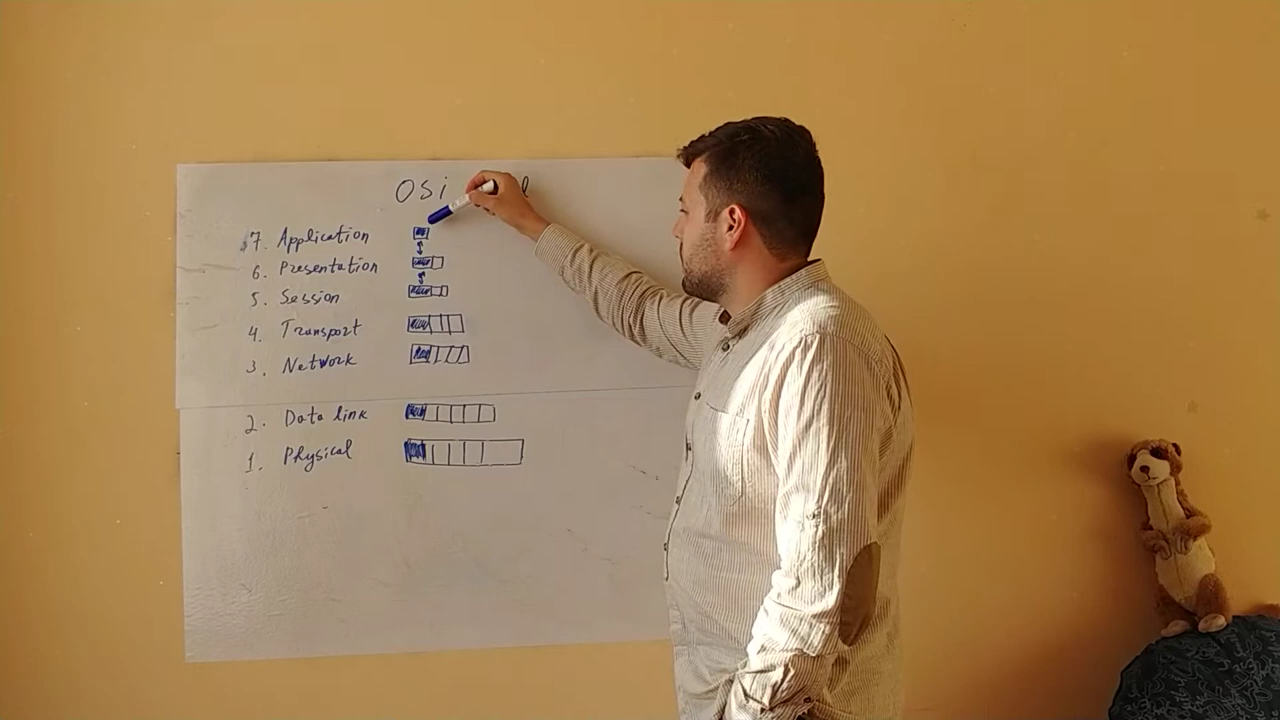 OSI
7. Application
6. Presentation
5. Session
4. Transport
3. Network
2. Data link
1. Physical